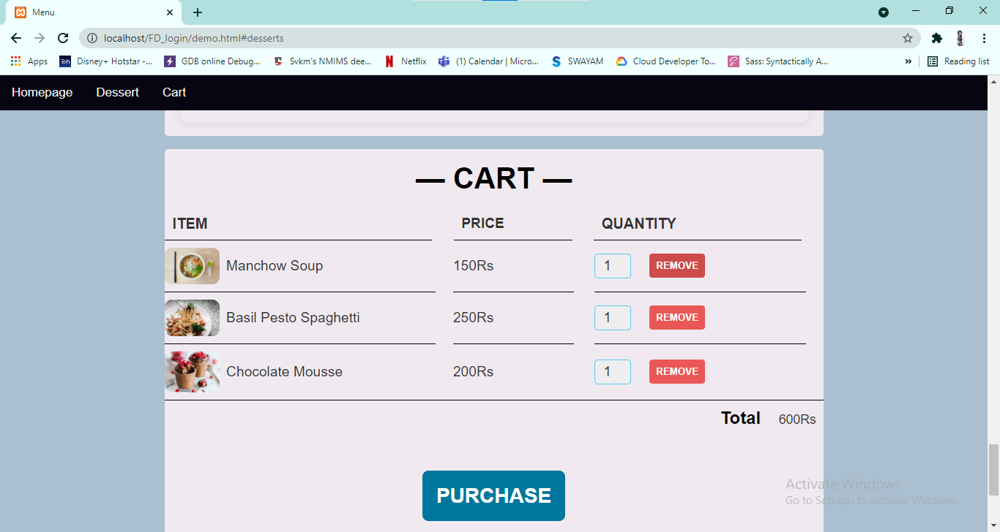 Menu
localhost/FD_login/demo.html#desserts
Apps Disney+ Hotstar -... GDB online Debug... Svkm's NMIMS dee... Netflix (1) Calendar | Micro... SWAYAM Cloud Developer To... Sass: Syntactically A... » Reading list
Homepage Dessert Cart
— CART —
ITEM PRICE QUANTITY
Manchow Soup 150Rs 1 REMOVE
Basil Pesto Spaghetti 250Rs 1 REMOVE
Chocolate Mousse 200Rs 1 REMOVE
Total 600Rs
PURCHASE
Activate Windows
Go to Settings to activate Windows.